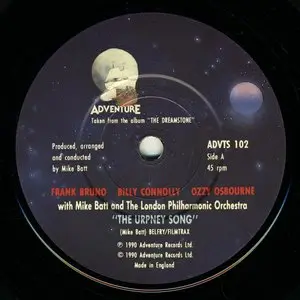 ADVENTURE
Taken from the album "THE DREAMSTONE"
Produced, arranged
and conducted
by Mike Batt
ADVTS 102
Side A
45 rpm
FRANK BRUNO BILLY CONNOLLY OZZY OSBOURNE
with Mike Batt and The London Philharmonic Orchestra
"THE URPNEY SONG"
(Mike Batt) BELFRY/FILMTRAX
℗ 1990 Adventure Records Ltd.
© 1990 Adventure Records Ltd.
Made in England